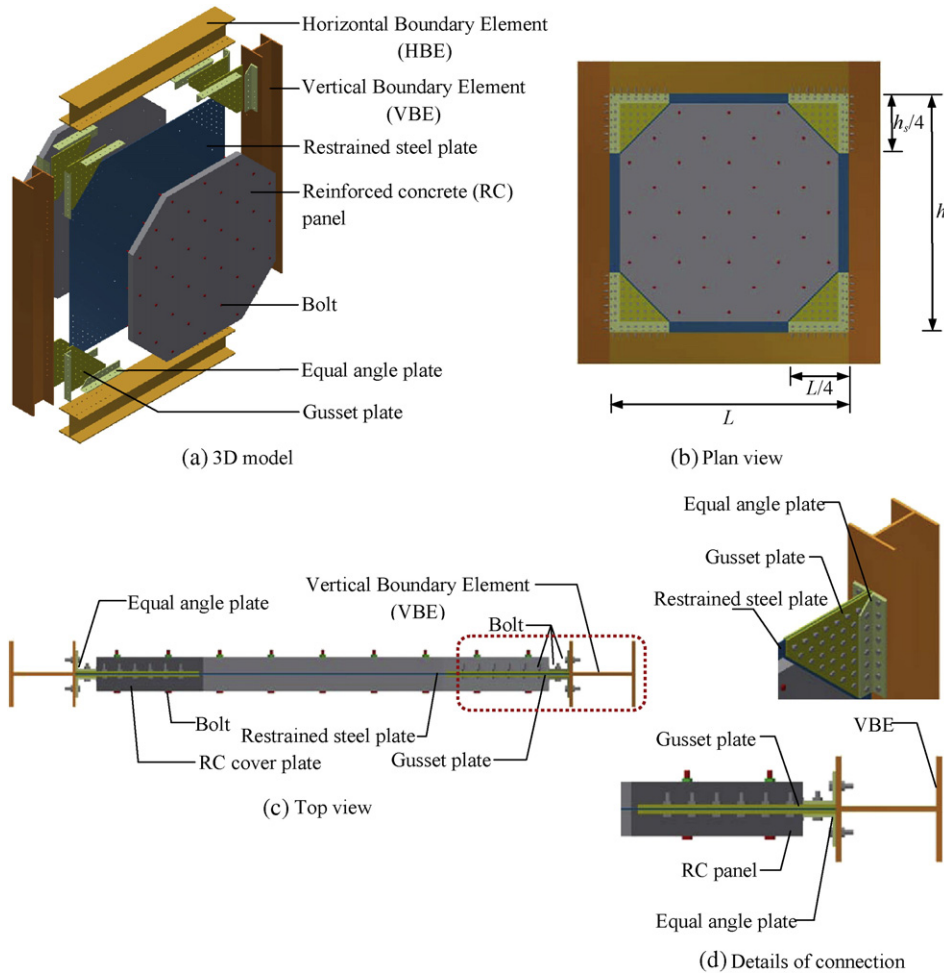 Horizontal Boundary Element
(HBE)
Vertical Boundary Element
(VBE)
Restrained steel plate
Reinforced concrete (RC)
panel
Bolt
Equal angle plate
Gusset plate
(a) 3D model
hs/4
h
L/4
L
(b) Plan view
Equal angle plate
Vertical Boundary Element
(VBE)
Bolt
Bolt
Restrained steel plate
RC cover plate
Gusset plate
(c) Top view
Equal angle plate
Gusset plate
Restrained steel plate
VBE
Gusset plate
RC panel
Equal angle plate
(d) Details of connection